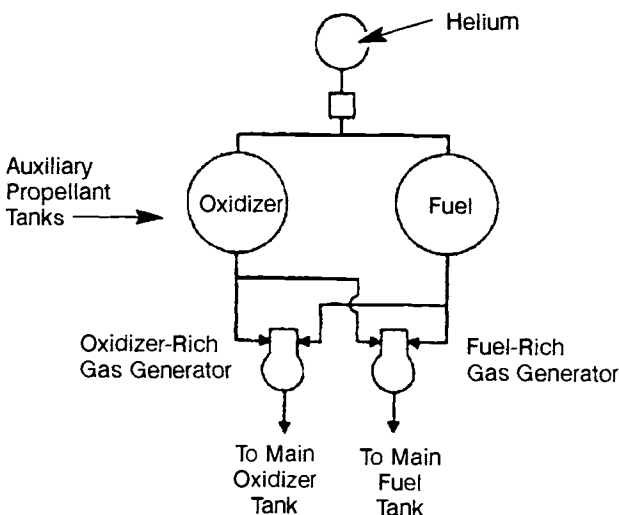 Helium
Auxiliary
Propellant
Tanks
Oxidizer
Fuel
Oxidizer-Rich
Gas Generator
Fuel-Rich
Gas Generator
To Main
Oxidizer
Tank
To Main
Fuel
Tank